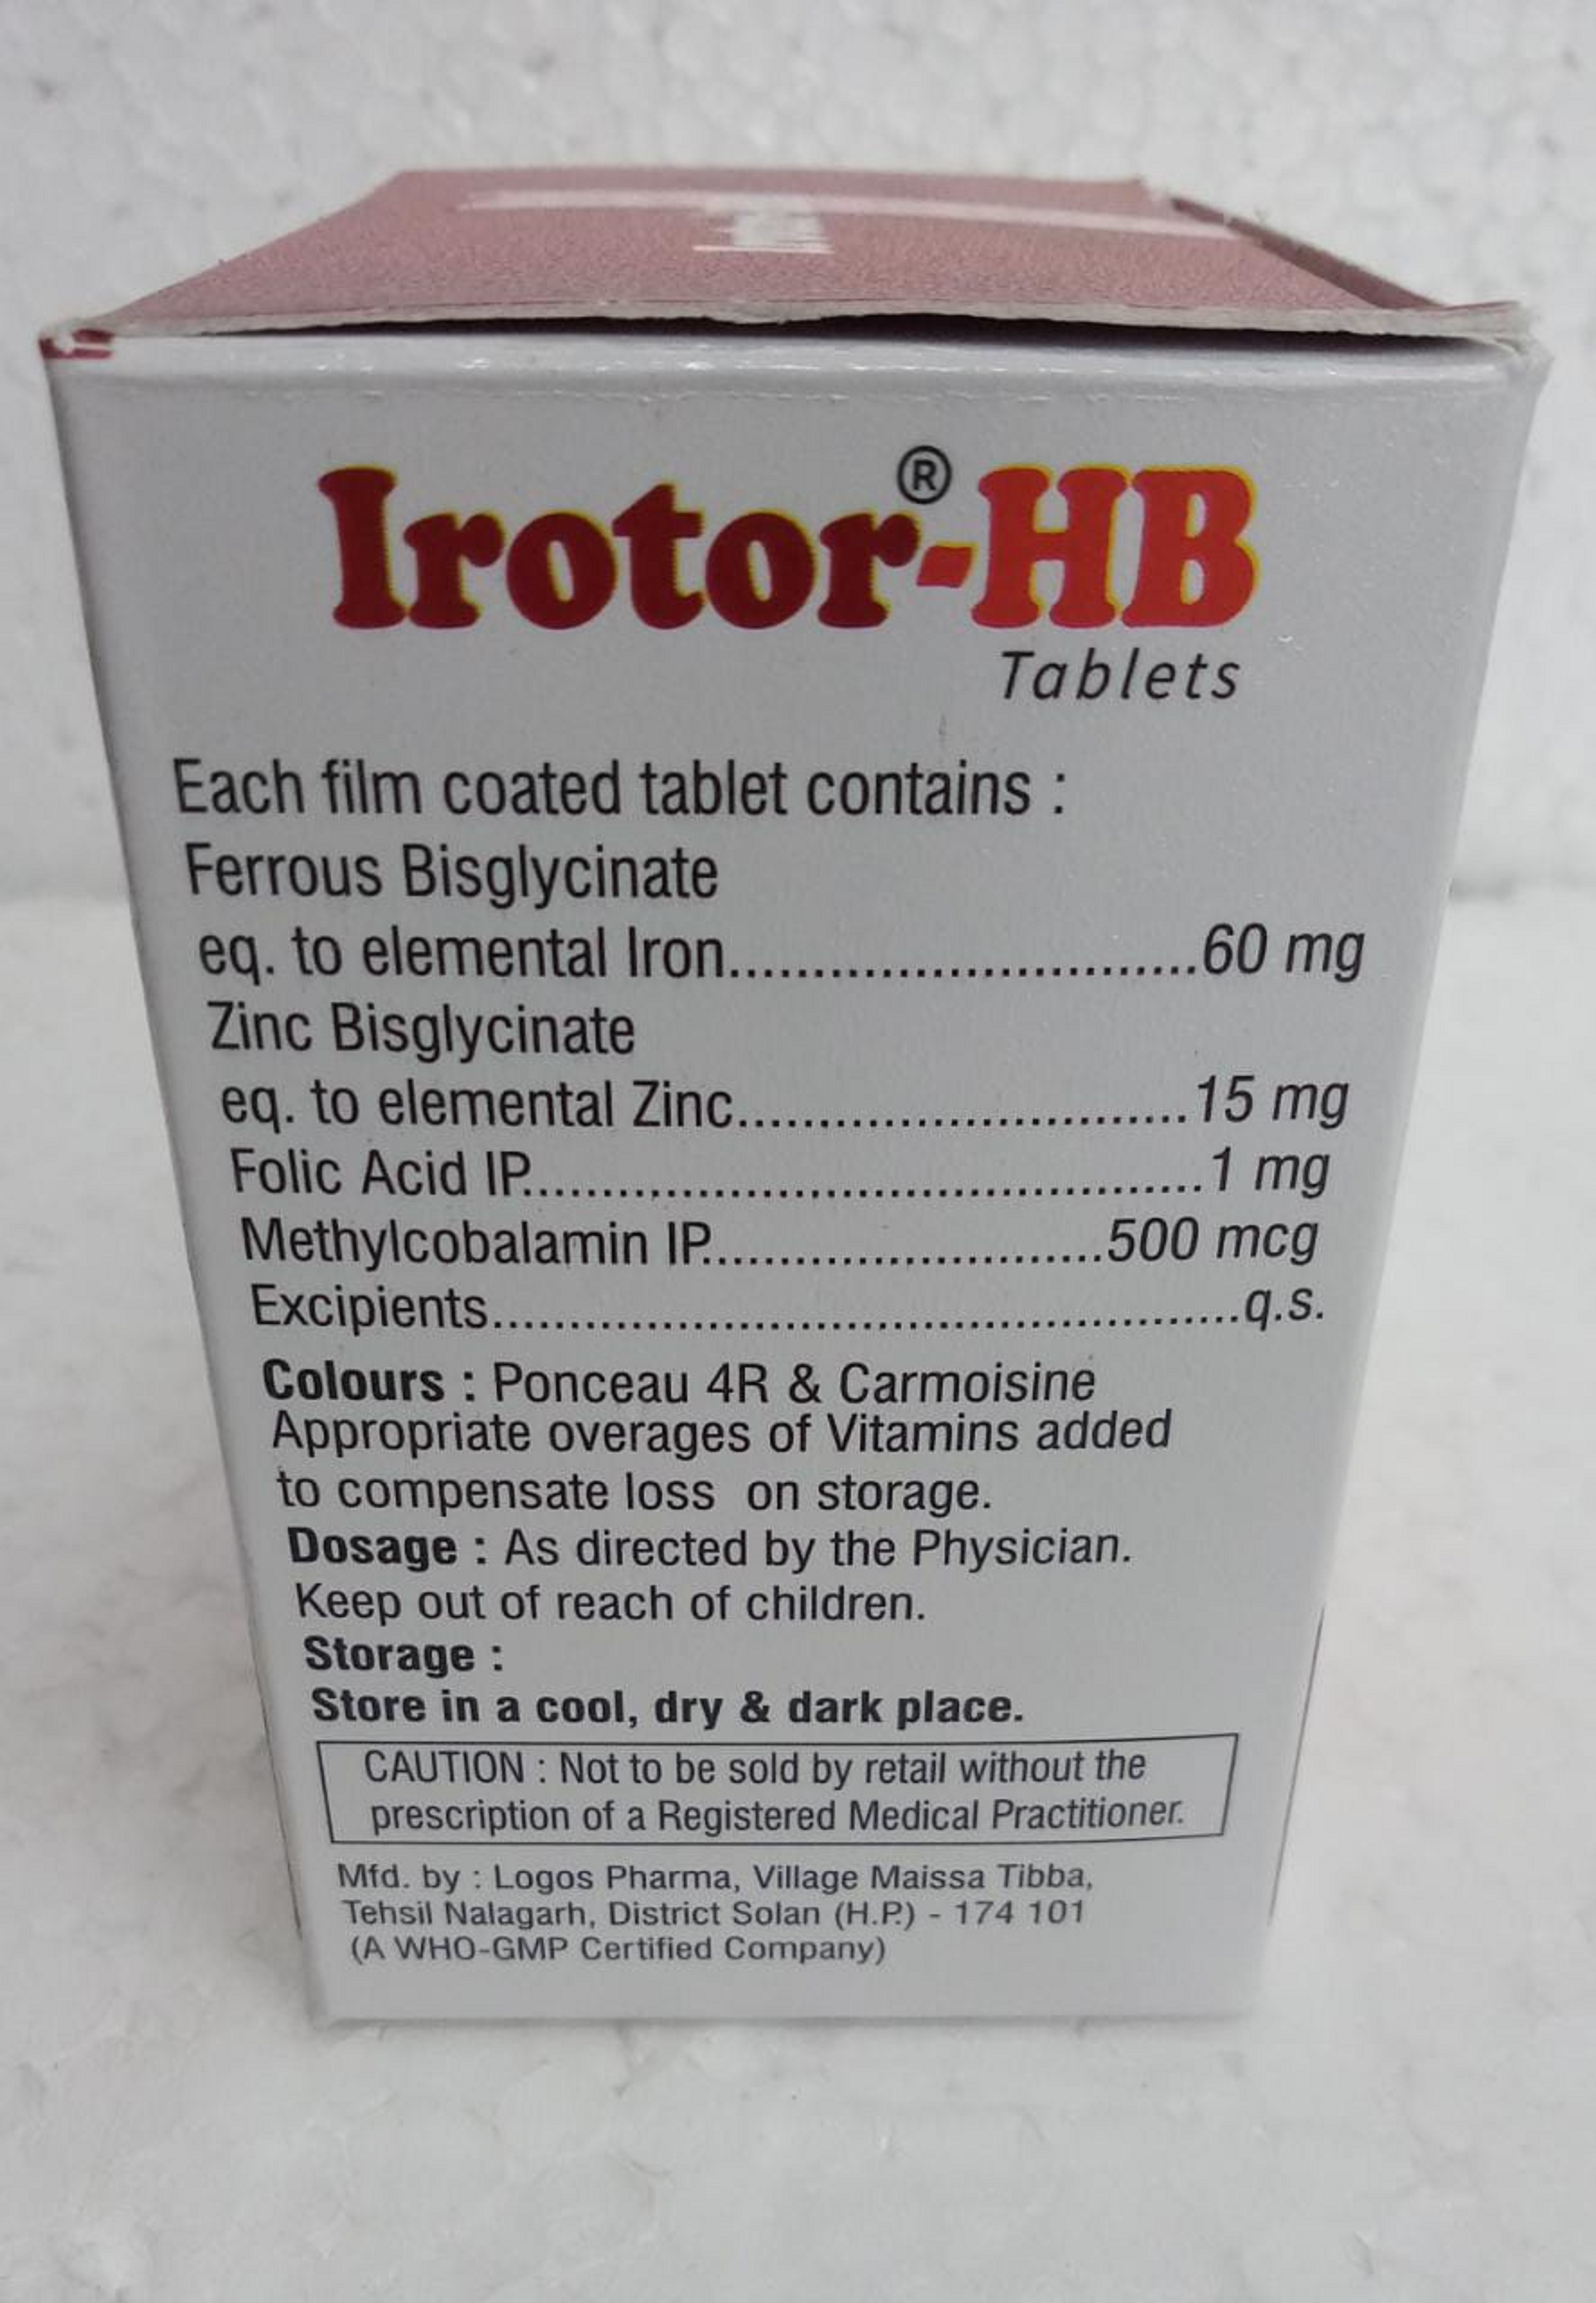 Irotor®-HB
Tablets
Each film coated tablet contains :
Ferrous Bisglycinate
eq. to elemental Iron............................60 mg
Zinc Bisglycinate
eq. to elemental Zinc............................15 mg
Folic Acid IP...........................................1 mg
Methylcobalamin IP.........................500 mcg
Excipients................................................q.s.
Colours : Ponceau 4R & Carmoisine
Appropriate overages of Vitamins added
to compensate loss on storage.
Dosage : As directed by the Physician.
Keep out of reach of children.
Storage :
Store in a cool, dry & dark place.
CAUTION : Not to be sold by retail without the
prescription of a Registered Medical Practitioner.
Mfd. by : Logos Pharma, Village Maissa Tibba,
Tehsil Nalagarh, District Solan (H.P.) - 174 101
(A WHO-GMP Certified Company)